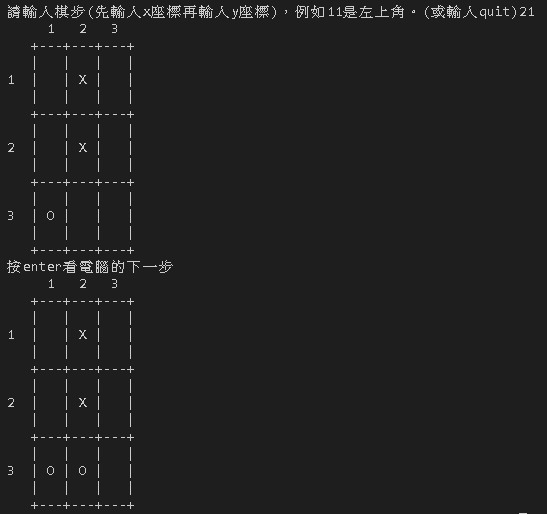 請輸入棋步(先輸入x座標再輸入y座標)，例如11是左上角。(或輸入quit)21
    1   2   3
  +---+---+---+
  |   |   |   |
1 |   | X |   |
  |   |   |   |
  +---+---+---+
  |   |   |   |
2 |   | X |   |
  |   |   |   |
  +---+---+---+
  |   |   |   |
3 | O |   |   |
  |   |   |   |
  +---+---+---+
按enter看電腦的下一步
    1   2   3
  +---+---+---+
  |   |   |   |
1 |   | X |   |
  |   |   |   |
  +---+---+---+
  |   |   |   |
2 |   | X |   |
  |   |   |   |
  +---+---+---+
  |   |   |   |
3 | O | O |   |
  |   |   |   |
  +---+---+---+